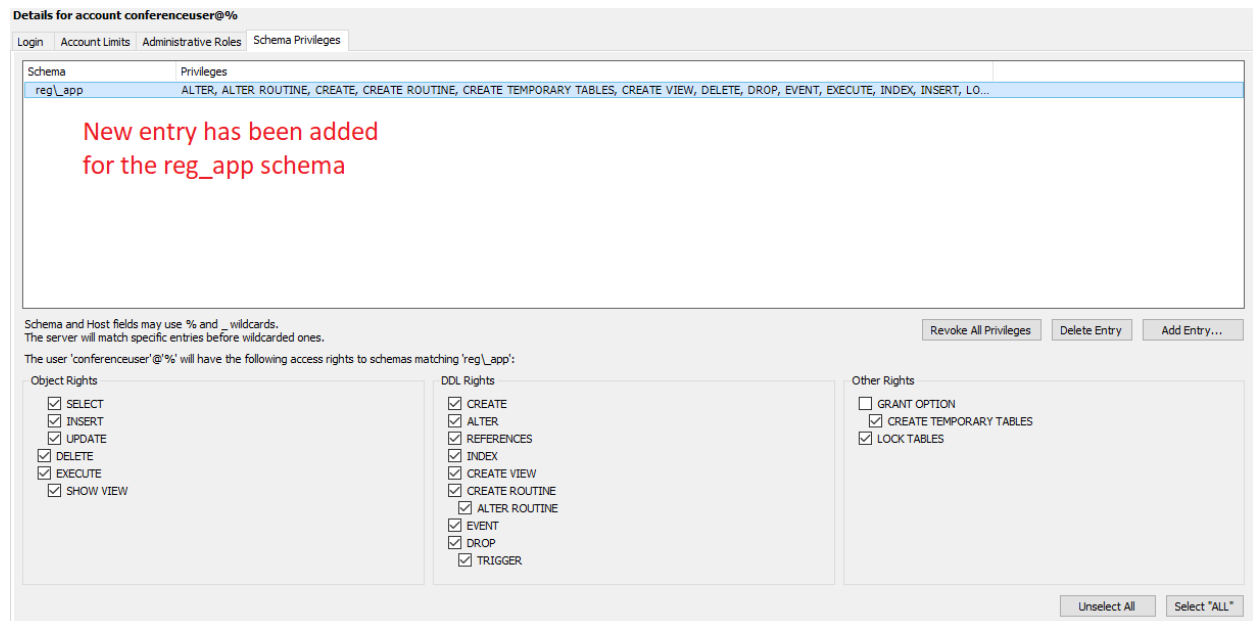 Details for account conferenceuser@%
Login Account Limits Administrative Roles Schema Privileges
Schema Privileges
reg\_app ALTER, ALTER ROUTINE, CREATE, CREATE ROUTINE, CREATE TEMPORARY TABLES, CREATE VIEW, DELETE, DROP, EVENT, EXECUTE, INDEX, INSERT, LO...
New entry has been added
for the reg_app schema
Schema and Host fields may use % and _ wildcards.
The server will match specific entries before wildcarded ones.
Revoke All Privileges Delete Entry Add Entry...
The user 'conferenceuser'@'%' will have the following access rights to schemas matching 'reg\_app':
Object Rights
SELECT
INSERT
UPDATE
DELETE
EXECUTE
SHOW VIEW
DDL Rights
CREATE
ALTER
REFERENCES
INDEX
CREATE VIEW
CREATE ROUTINE
ALTER ROUTINE
EVENT
DROP
TRIGGER
Other Rights
GRANT OPTION
CREATE TEMPORARY TABLES
LOCK TABLES
Unselect All Select "ALL"